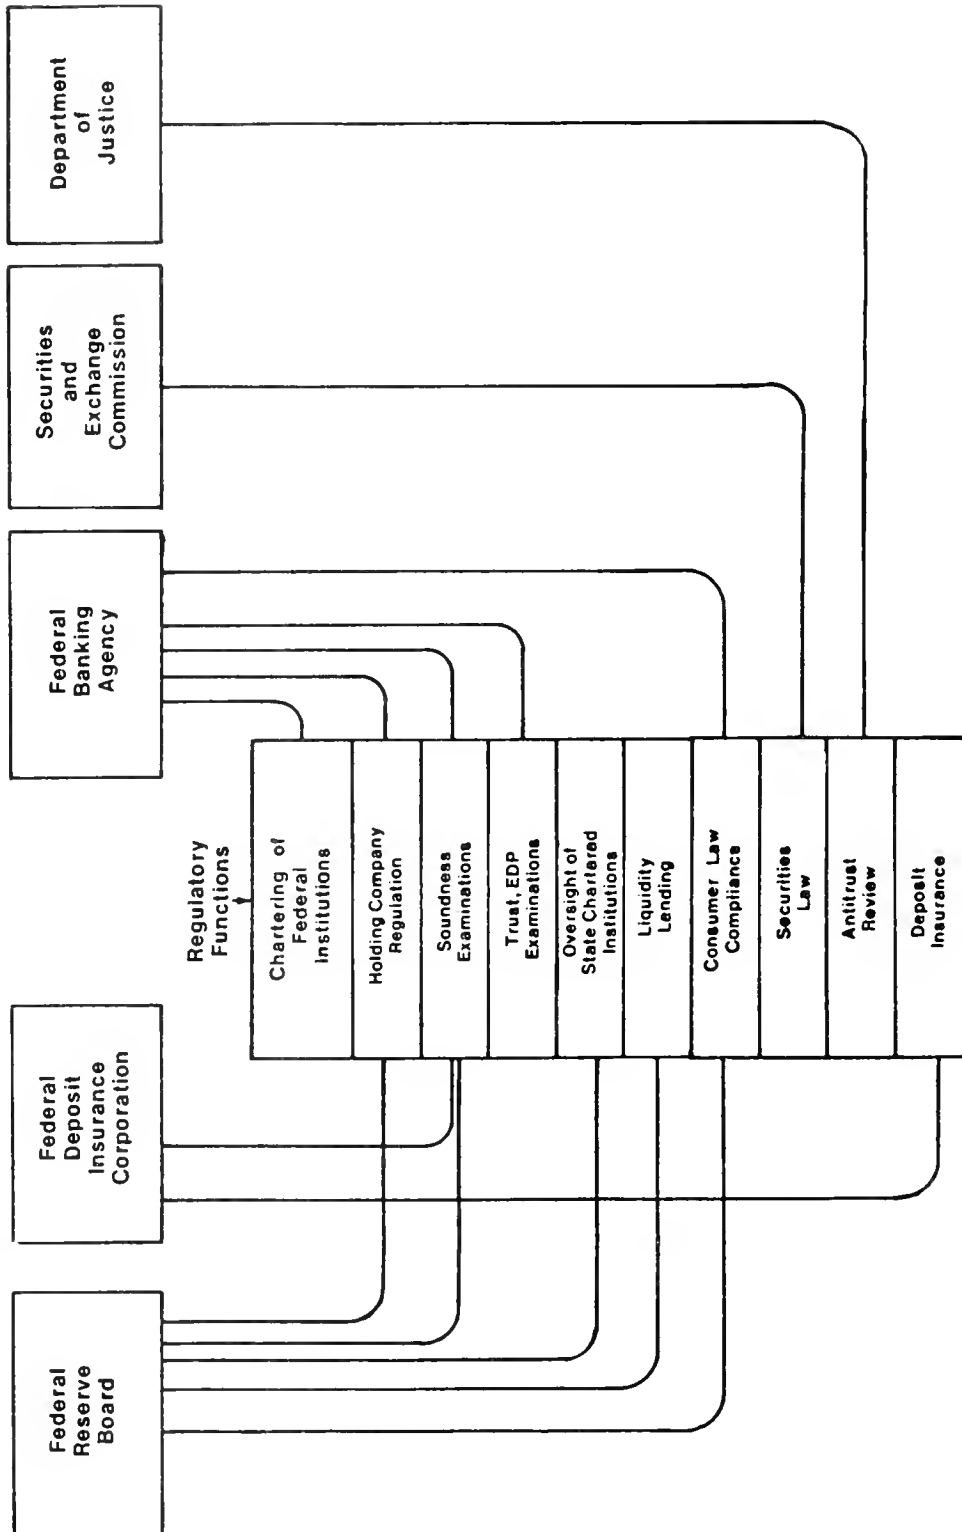 Federal
Reserve
Board
Federal
Deposit
Insurance
Corporation
Federal
Banking
Agency
Securities
and
Exchange
Commission
Department
of
Justice
Regulatory
Functions
Chartering of
Federal
Institutions
Holding Company
Regulation
Soundness
Examinations
Trust, EDP
Examinations
Oversight of
State Chartered
Institutions
Liquidity
Lending
Consumer Law
Compliance
Securities
Law
Antitrust
Review
Deposit
Insurance